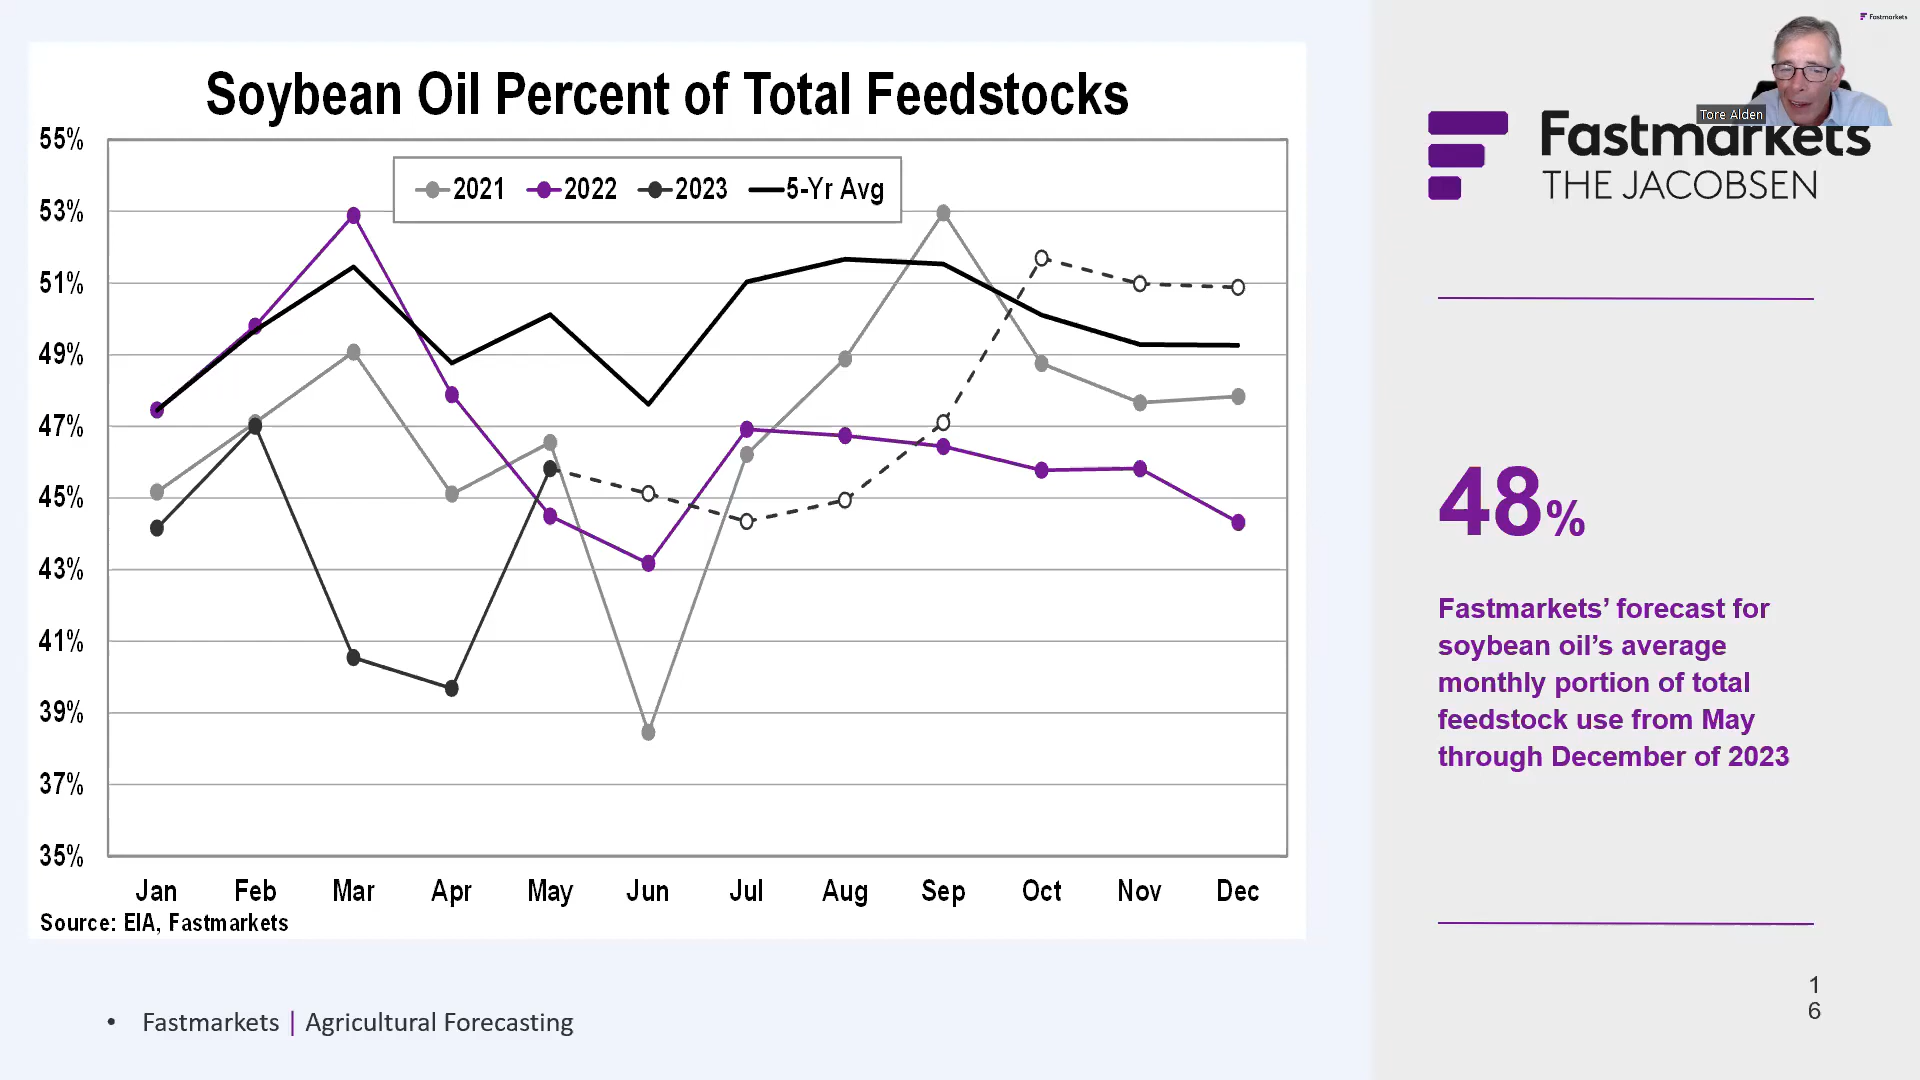 Fastmarkets
Soybean Oil Percent of Total Feedstocks
2021 2022 2023 5-Yr Avg
55%
53%
51%
49%
47%
45%
43%
41%
39%
37%
35%
Jan Feb Mar Apr May Jun Jul Aug Sep Oct Nov Dec
Source: EIA, Fastmarkets
• Fastmarkets | Agricultural Forecasting
Tore Alden
Fastmarkets
THE JACOBSEN
48%
Fastmarkets’ forecast for
soybean oil’s average
monthly portion of total
feedstock use from May
through December of 2023
1
6